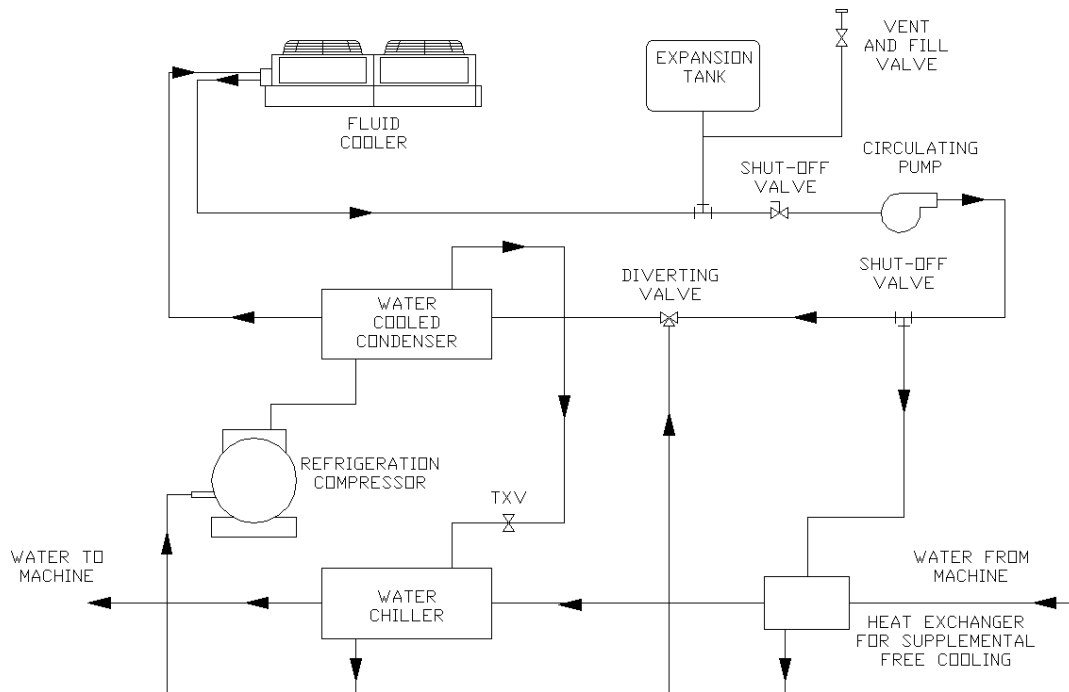 VENT
AND FILL
VALVE
EXPANSION
TANK
FLUID
COOLER
CIRCULATING
PUMP
SHUT-OFF
VALVE
SHUT-OFF
VALVE
DIVERTING
VALVE
WATER
COOLED
CONDENSER
REFRIGERATION
COMPRESSOR
TXV
WATER TO
MACHINE
WATER FROM
MACHINE
WATER
CHILLER
HEAT EXCHANGER
FOR SUPPLEMENTAL
FREE COOLING